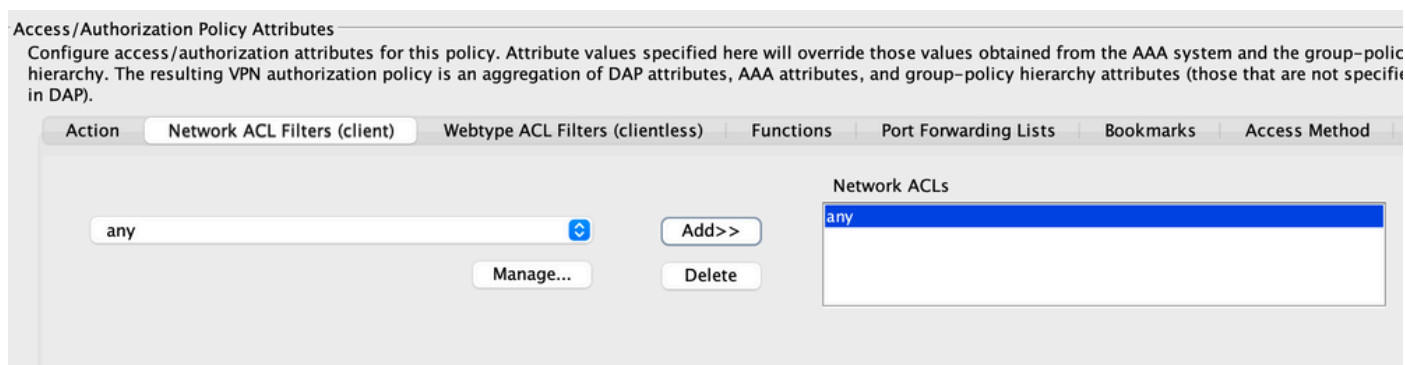 Access/Authorization Policy Attributes
Configure access/authorization attributes for this policy. Attribute values specified here will override those values obtained from the AAA system and the group-polic
hierarchy. The resulting VPN authorization policy is an aggregation of DAP attributes, AAA attributes, and group-policy hierarchy attributes (those that are not specifie
in DAP).
Action Network ACL Filters (client) Webtype ACL Filters (clientless) Functions Port Forwarding Lists Bookmarks Access Method
Network ACLs
any Add>> any
Manage... Delete